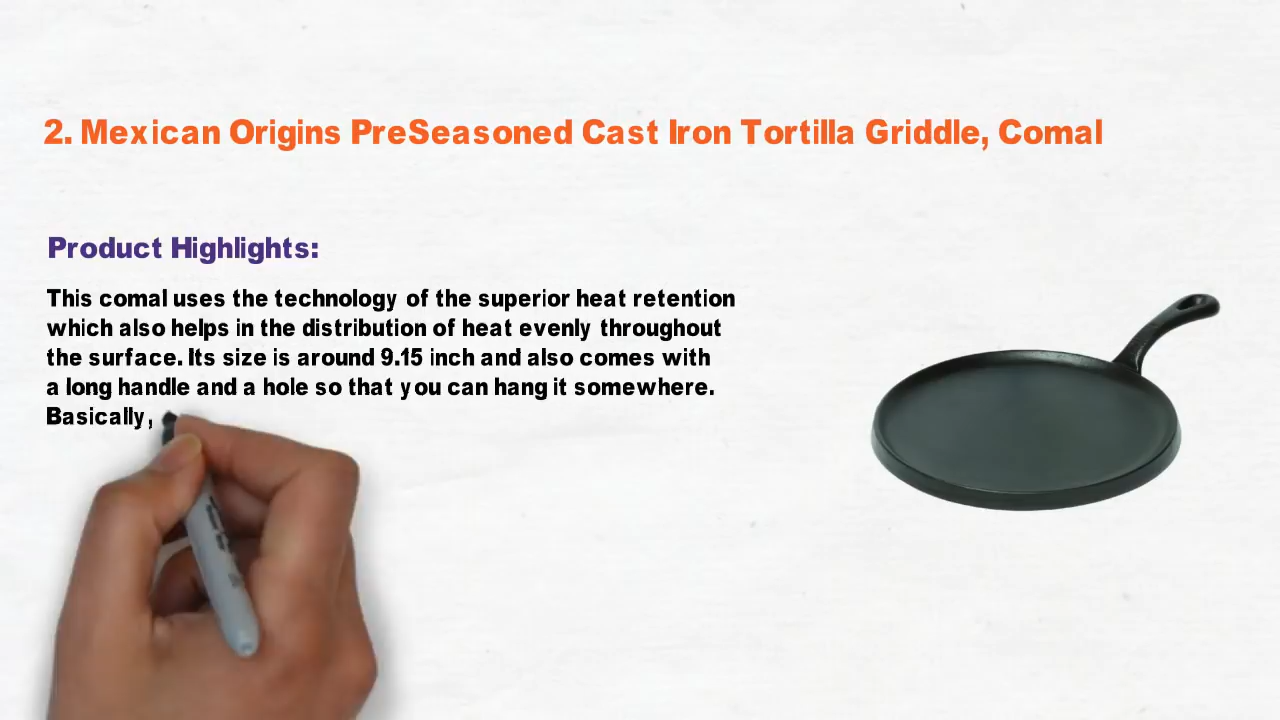 2. Mexican Origins PreSeasoned Cast Iron Tortilla Griddle, Comal
Product Highlights:
This comal uses the technology of the superior heat retention
which also helps in the distribution of heat evenly throughout
the surface. Its size is around 9.15 inch and also comes with
a long handle and a hole so that you can hang it somewhere.
Basically,